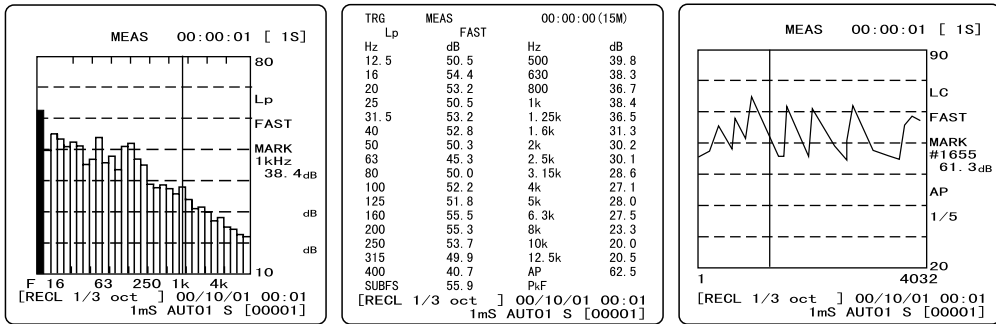 MEAS 00:00:01 [ 1S]
80
Lp
FAST
MARK
1kHz
38.4dB
dB
dB
10
F 16 63 250 1k 4k
[RECL 1/3 oct ] 00/10/01 00:01
1mS AUTO1 S [00001]
TRG MEAS 00:00:00(15M)
Lp FAST
Hz dB Hz dB
12.5 50.5 500 39.8
16 54.4 630 38.3
20 53.2 800 36.7
25 50.5 1k 38.4
31.5 53.2 1.25k 36.5
40 52.8 1.6k 31.3
50 50.3 2k 30.2
63 45.3 2.5k 30.1
80 50.0 3.15k 28.6
100 52.2 4k 27.1
125 51.8 5k 28.0
160 55.5 6.3k 27.5
200 55.3 8k 23.3
250 53.7 10k 20.0
315 49.9 12.5k 20.5
400 40.7 AP 62.5
SUBFS 55.9 PkF
[RECL 1/3 oct ] 00/10/01 00:01
1mS AUTO1 S [00001]
MEAS 00:00:01 [ 1S]
90
LC
FAST
MARK
#1655
61.3dB
AP
1/5
20
1 4032
[RECL 1/3 oct ] 00/10/01 00:01
1mS AUTO1 S [00001]